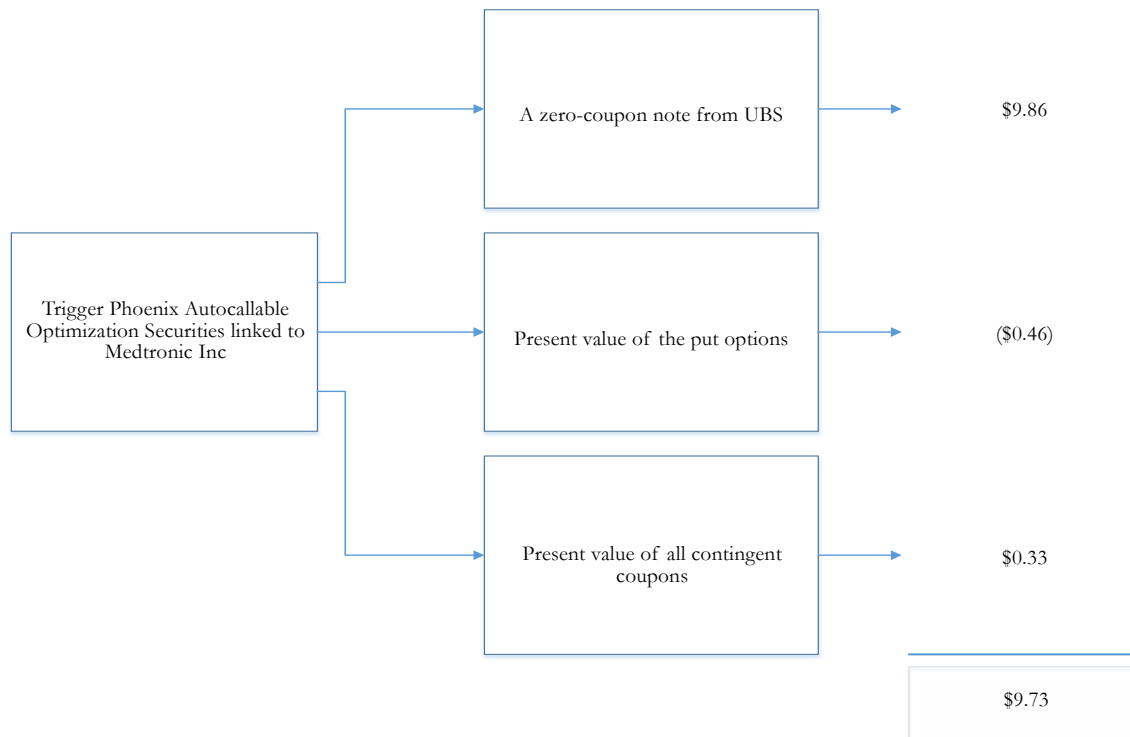 A zero-coupon note from UBS
$9.86
Trigger Phoenix Autocallable
Optimization Securities linked to
Medtronic Inc
Present value of the put options
($0.46)
Present value of all contingent
coupons
$0.33
$9.73